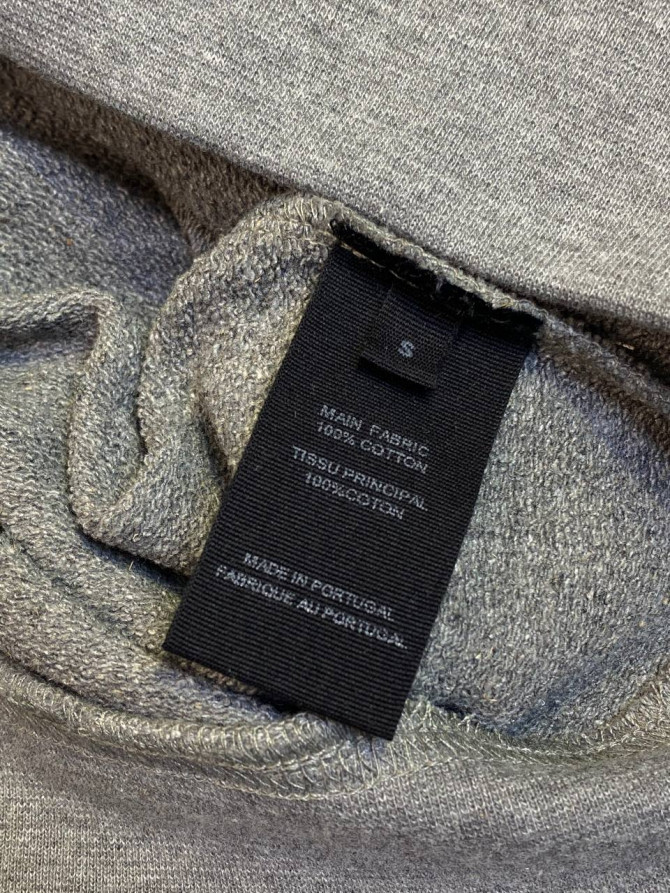 S
MAIN FABRIC
100% COTTON
TISSU PRINCIPAL
100%COTON
MADE IN PORTUGAL
FABRIQUE AU PORTUGAL